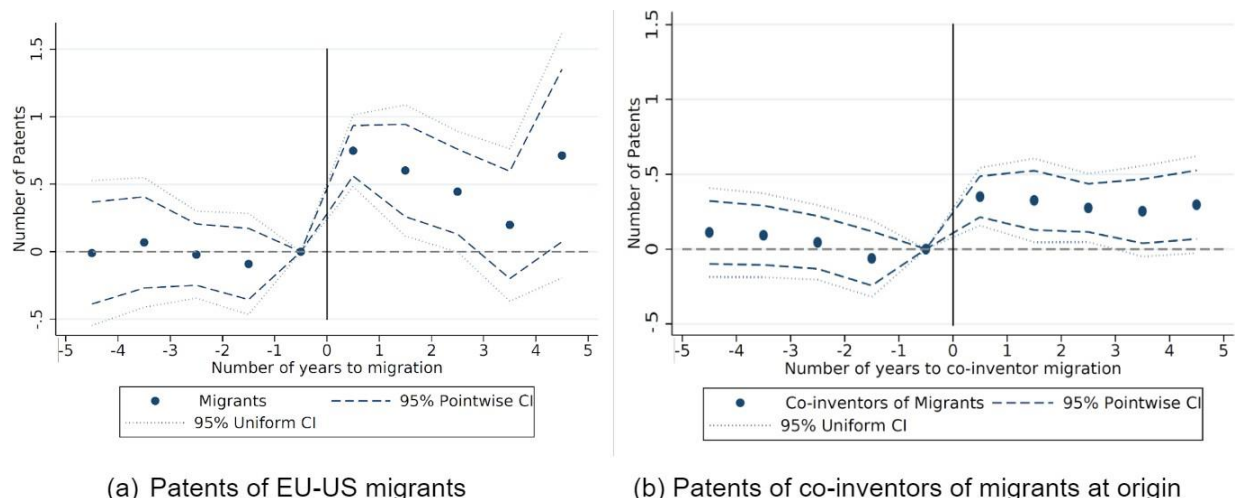 1.5
1
.5
0
-.5
Number of Patents
-5 -4 -3 -2 -1 0 1 2 3 4 5
Number of years to migration
Migrants 95% Pointwise CI
95% Uniform CI
(a) Patents of EU-US migrants
1.5
1
.5
0
-.5
Number of Patents
-5 -4 -3 -2 -1 0 1 2 3 4 5
Number of years to co-inventor migration
Co-inventors of Migrants 95% Pointwise CI
95% Uniform CI
(b) Patents of co-inventors of migrants at origin